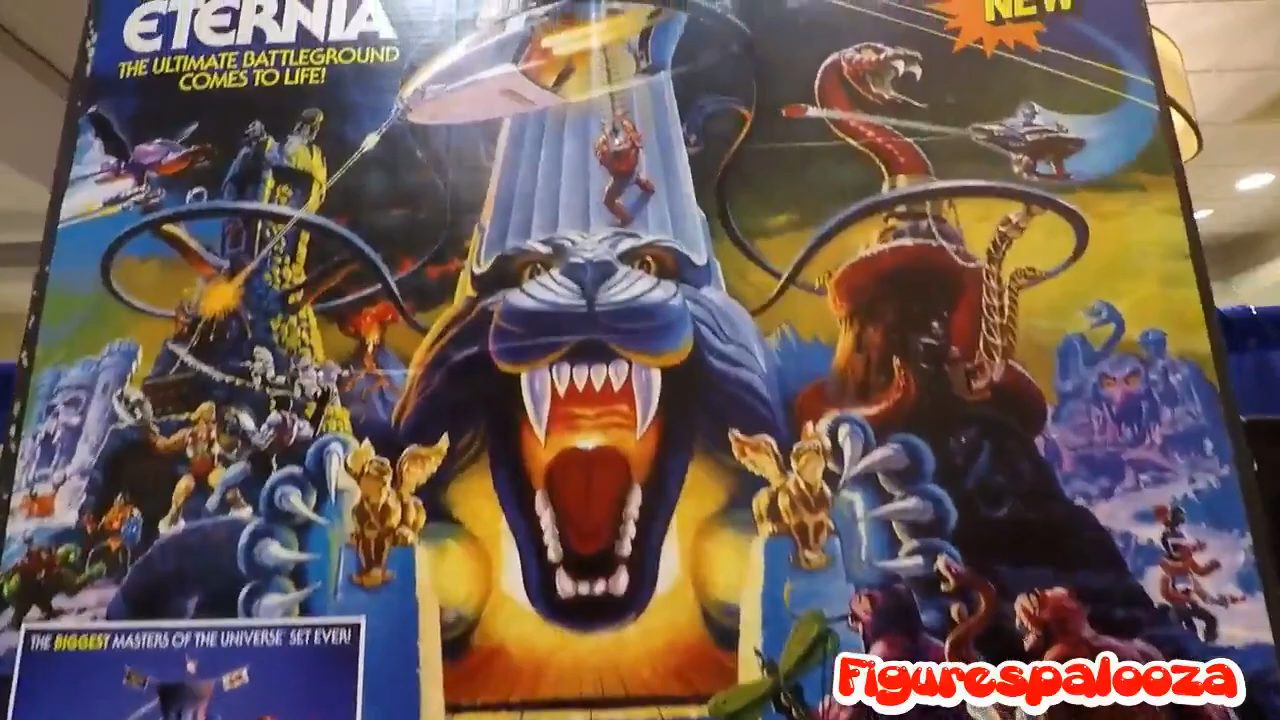 ETERNIA
NEW
THE ULTIMATE BATTLEGROUND
COMES TO LIFE!
THE BIGGEST MASTERS OF THE UNIVERSE SET EVER!
Figurespalooza